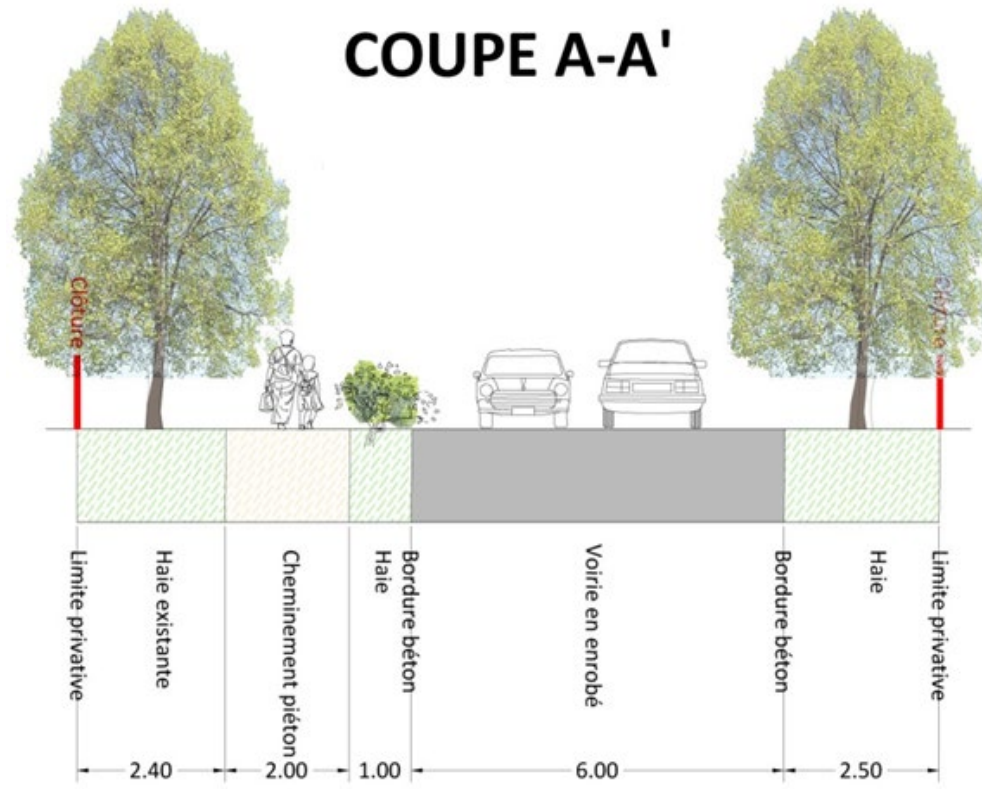 COUPE A-A'
Clôture
Clôture
Limite privative
Haie existante
Cheminement piéton
Haie
Bordure béton
Voirie en enrobé
Bordure béton
Haie
Limite privative
2.40
2.00
1.00
6.00
2.50